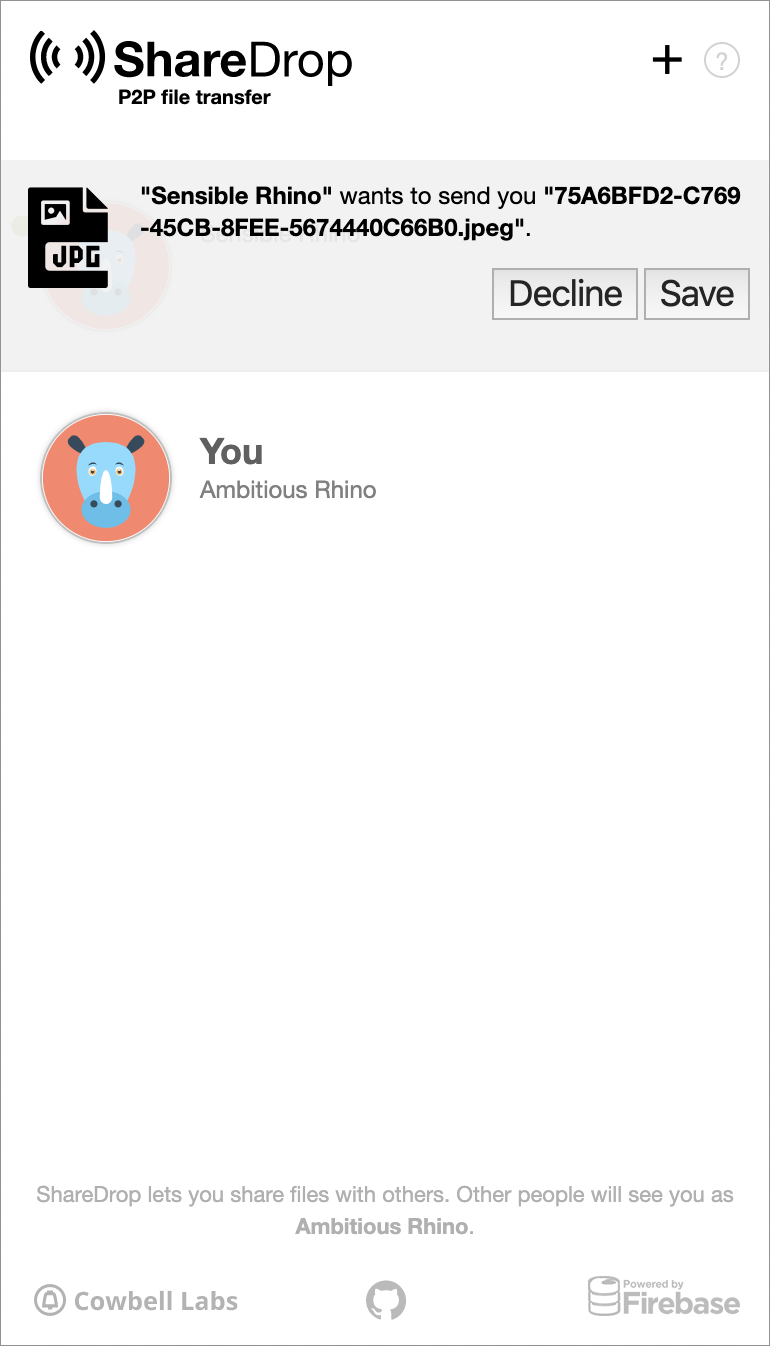 ShareDrop
P2P file transfer
+
?
"Sensible Rhino" wants to send you "75A6BFD2-C769
-45CB-8FEE-5674440C66B0.jpeg".
Sensible Rhino
JPG
Decline Save
You
Ambitious Rhino
ShareDrop lets you share files with others. Other people will see you as
Ambitious Rhino.
Cowbell Labs
Powered by
Firebase